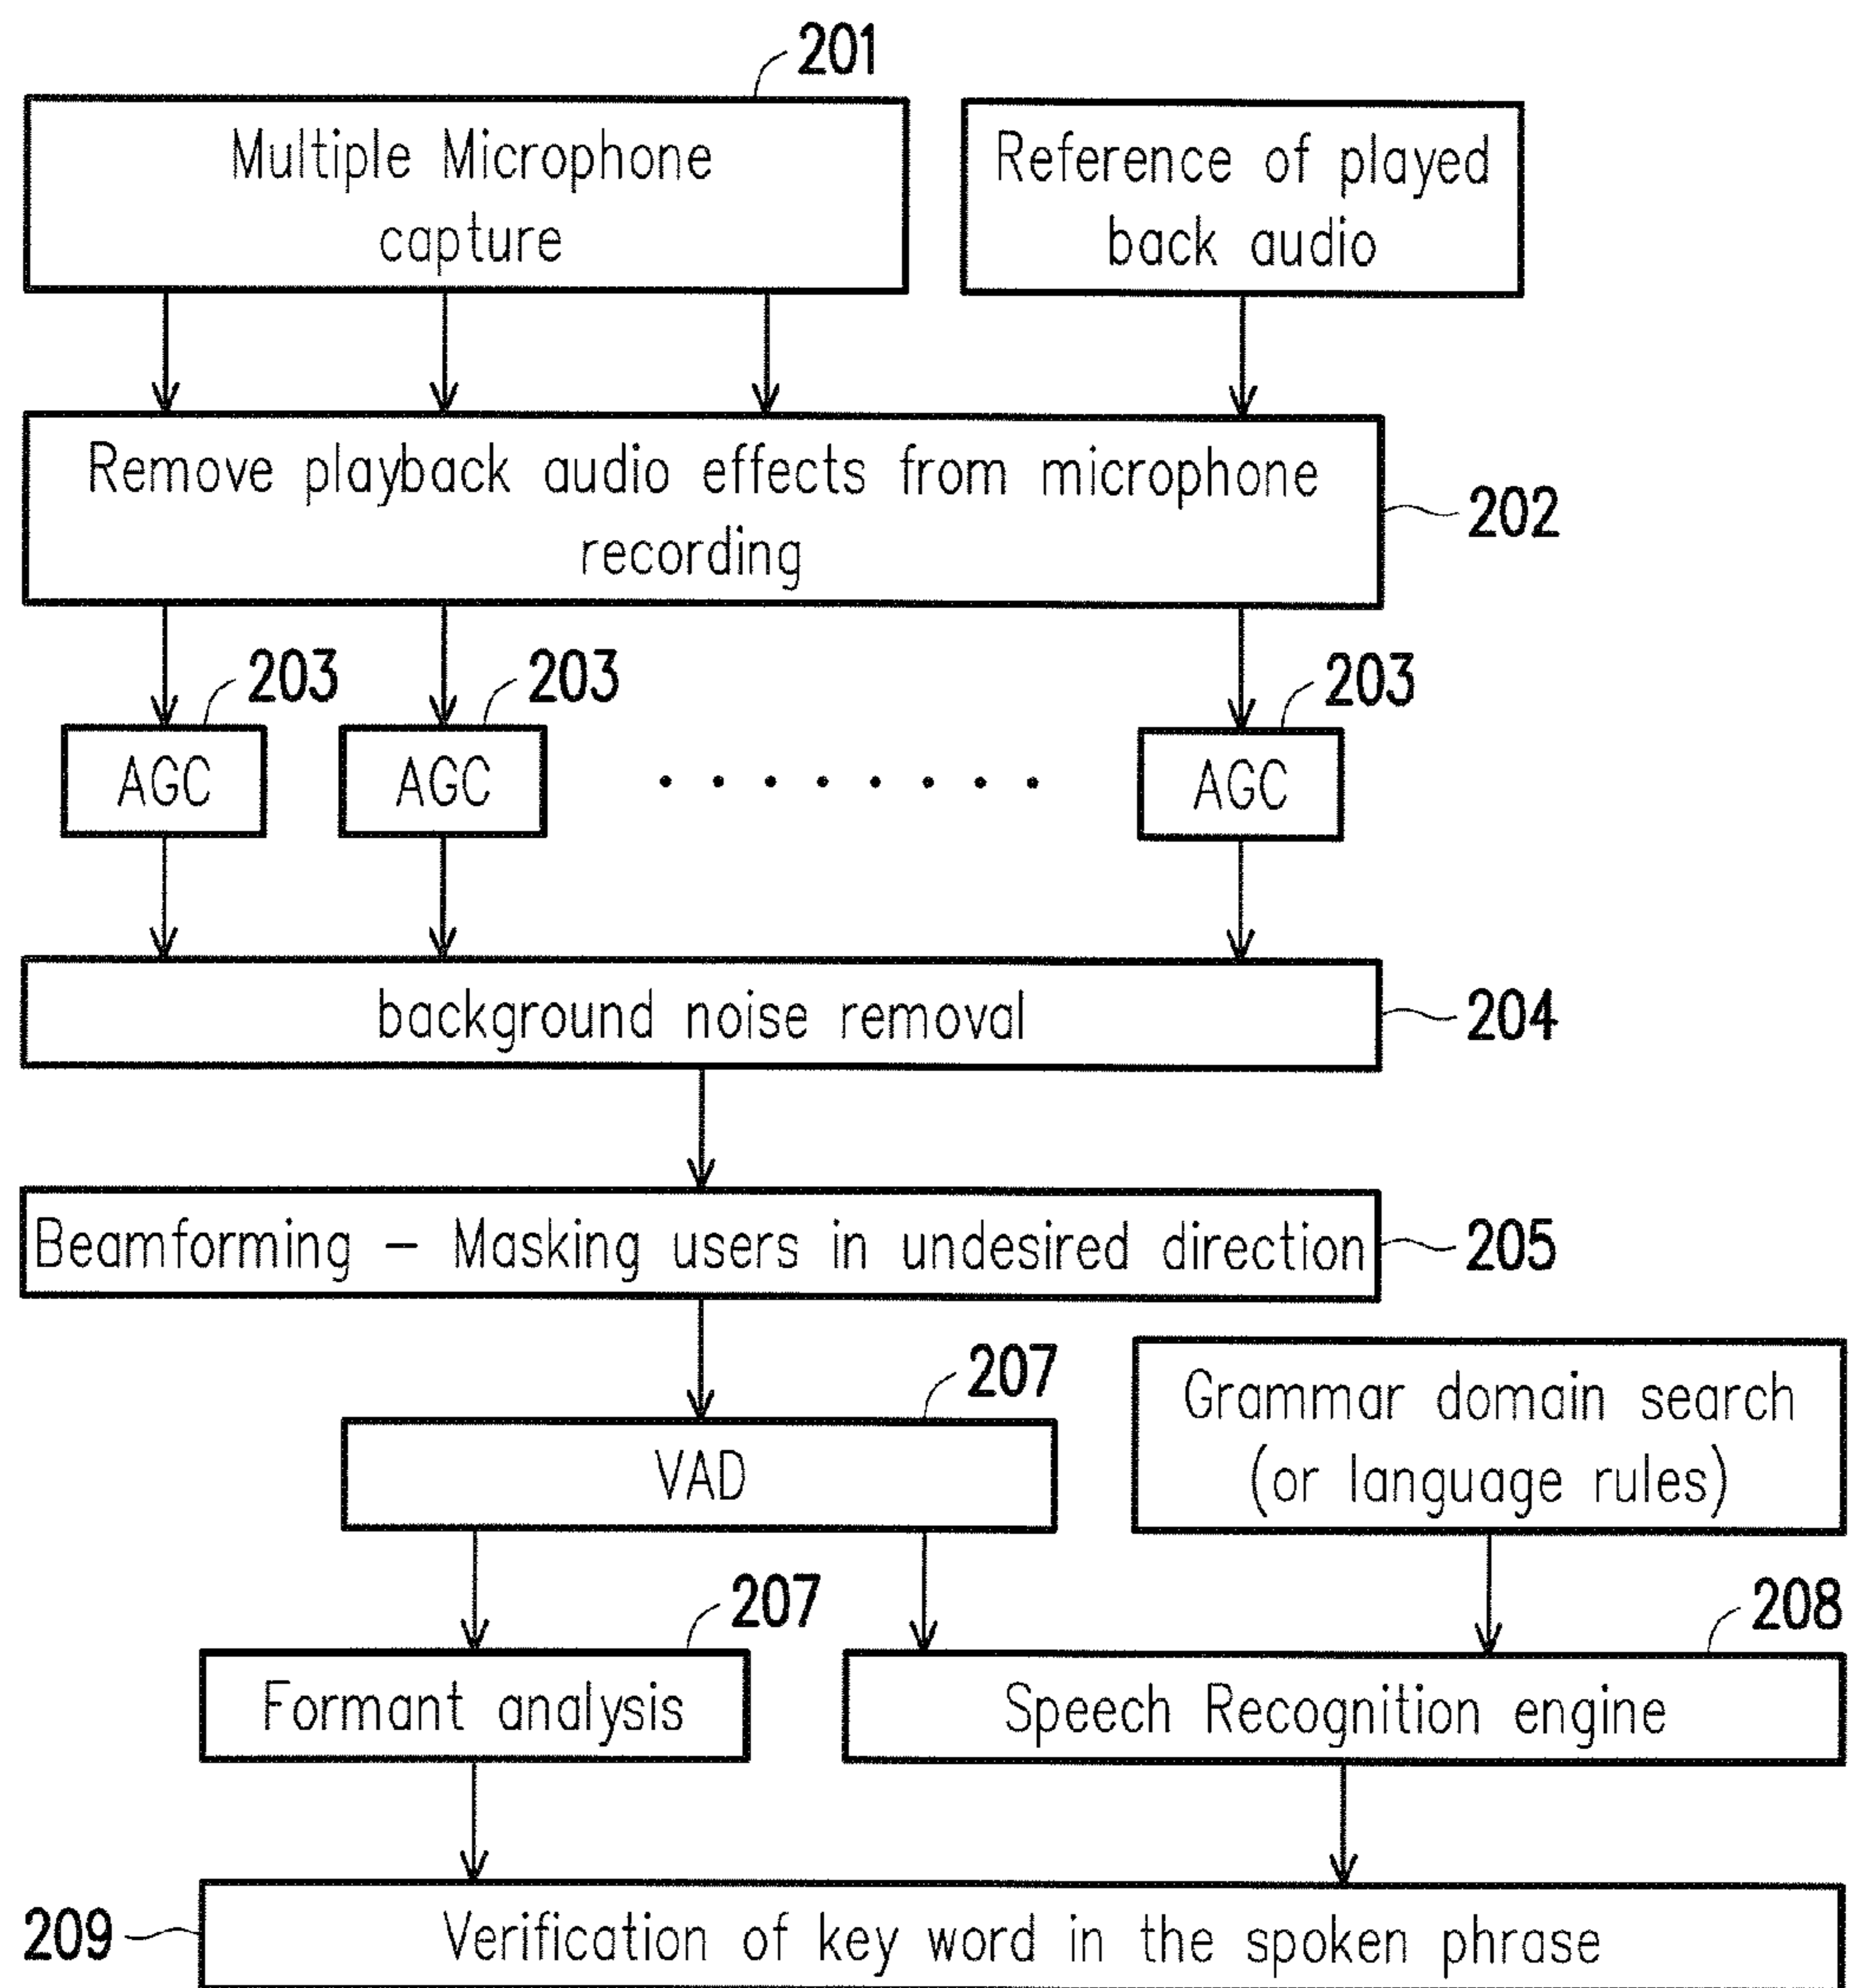 201
Multiple Microphone
capture
Reference of played
back audio
Remove playback audio effects from microphone
recording
202
203
203
203
AGC
AGC
AGC
background noise removal
204
Beamforming – Masking users in undesired direction
205
207
VAD
Grammar domain search
(or language rules)
207
208
Formant analysis
Speech Recognition engine
209
Verification of key word in the spoken phrase